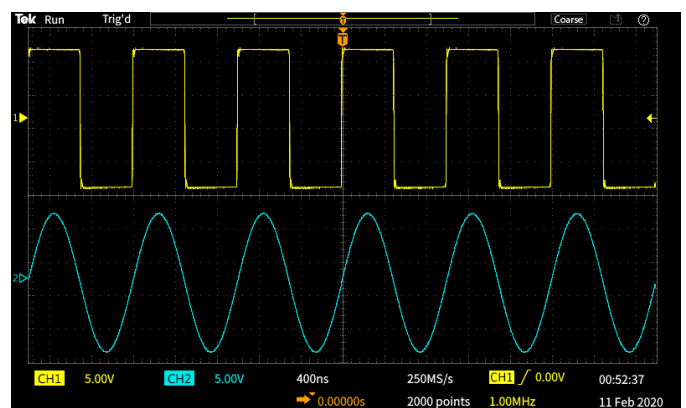 Tek Run Trig'd Coarse ?
T
T
1
2
CH1 5.00V CH2 5.00V 400ns 250MS/s CH1 0.00V 00:52:37
0.00000s 2000 points 1.00MHz 11 Feb 2020